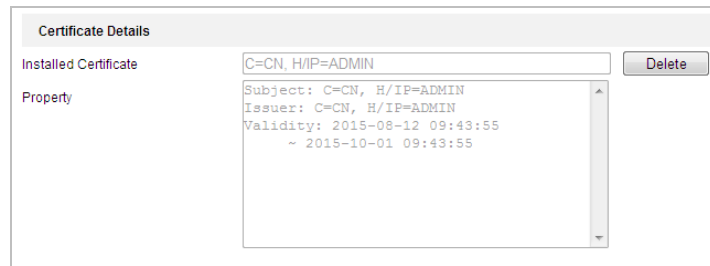 Certificate Details
Installed Certificate C=CN, H/IP=ADMIN Delete
Property
Subject: C=CN, H/IP=ADMIN
Issuer: C=CN, H/IP=ADMIN
Validity: 2015-08-12 09:43:55
~ 2015-10-01 09:43:55